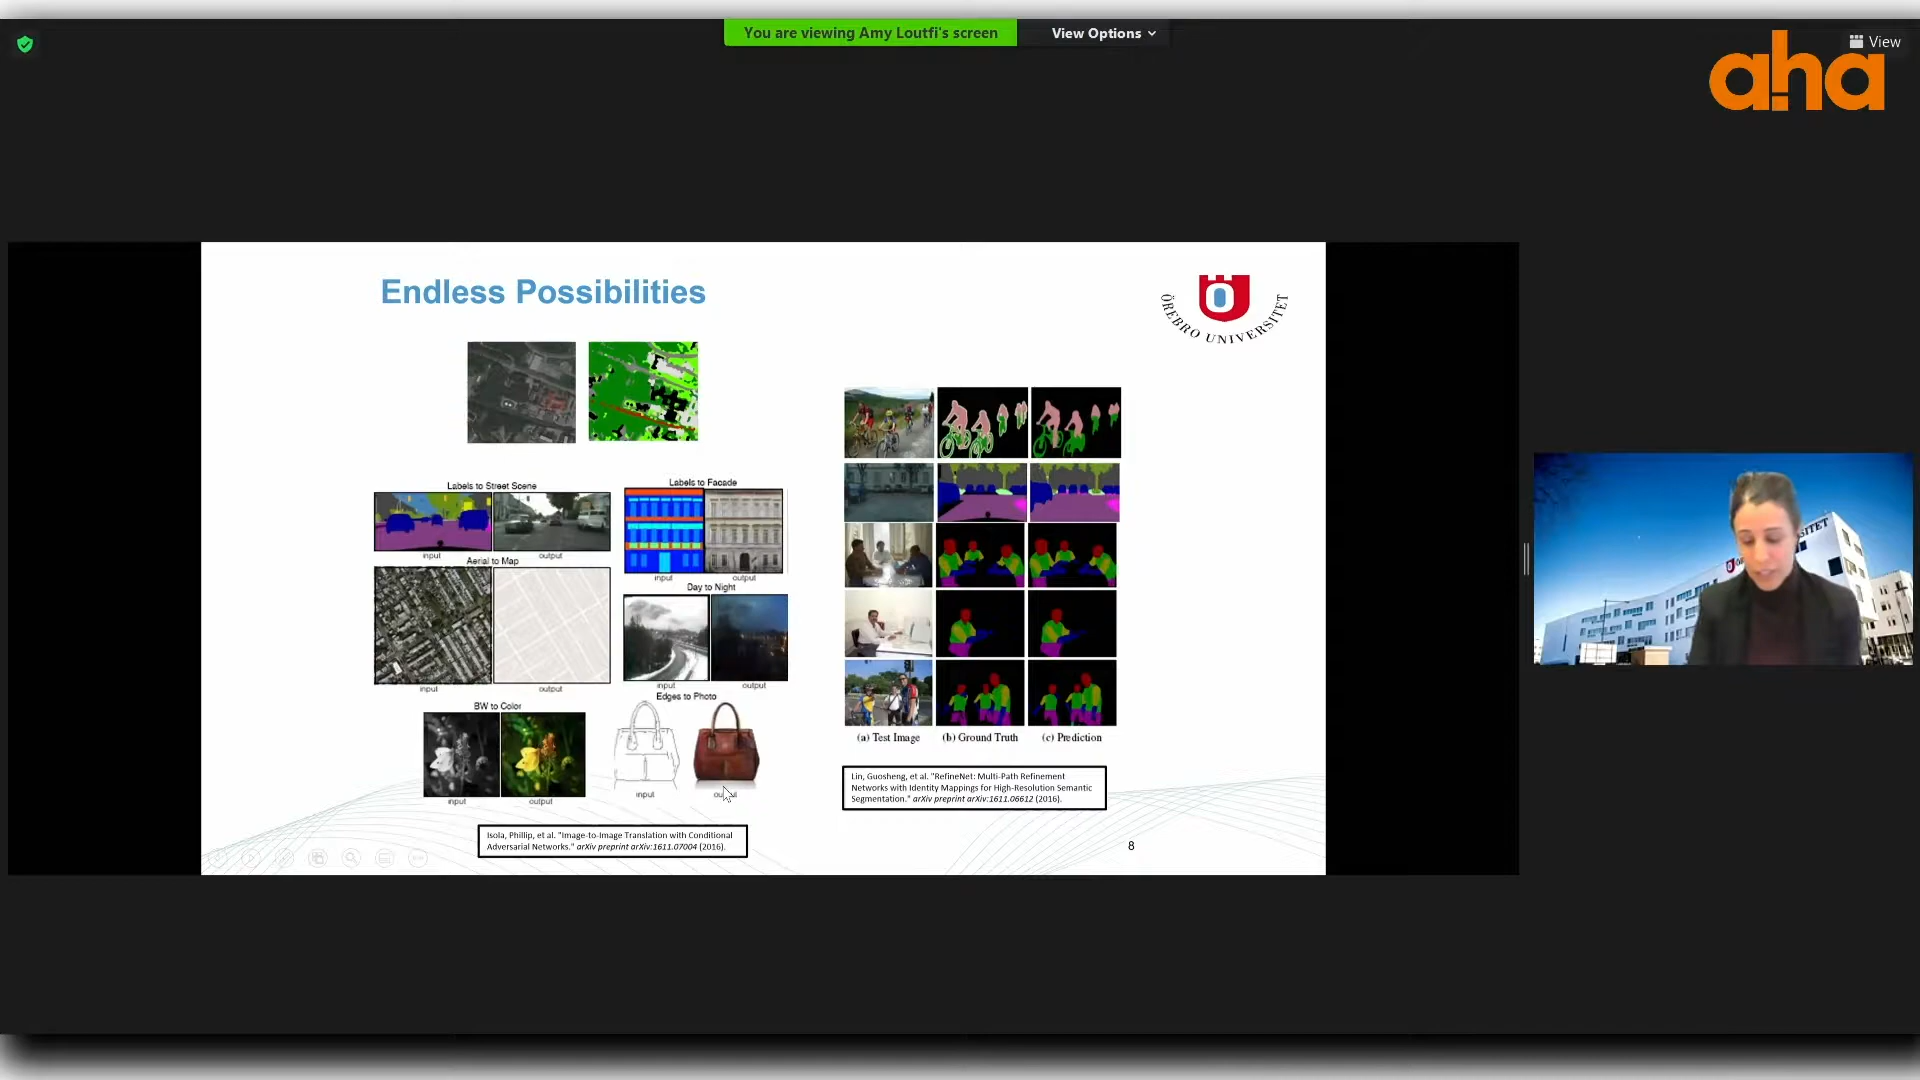 You are viewing Amy Loutfi's screen
View Options
View
aha
Endless Possibilities
ÖREBRO UNIVERSITET
Labels to Street Scene
input
output
Labels to Facade
input
output
Aerial to Map
input
output
Day to Night
input
output
BW to Color
input
output
Edges to Photo
input
(a) Test Image
(b) Ground Truth
(c) Prediction
Lin, Guosheng, et al. "RefineNet: Multi-Path Refinement
Networks with Identity Mappings for High-Resolution Semantic
Segmentation." arXiv preprint arXiv:1611.06612 (2016).
Isola, Phillip, et al. "Image-to-Image Translation with Conditional
Adversarial Networks." arXiv preprint arXiv:1611.07004 (2016).
8